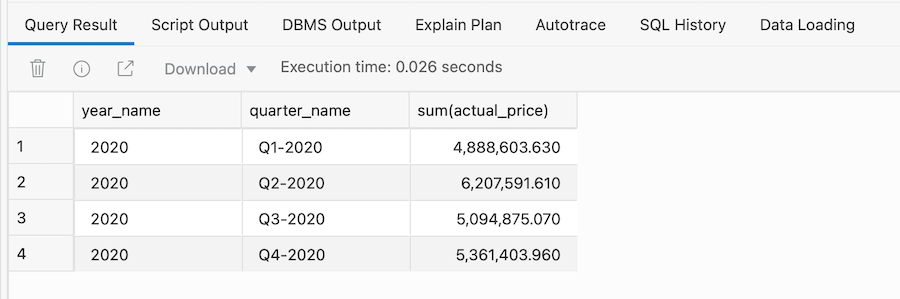 Query Result Script Output DBMS Output Explain Plan Autotrace SQL History Data Loading
Download Execution time: 0.026 seconds
year_name quarter_name sum(actual_price)
1 2020 Q1-2020 4,888,603.630
2 2020 Q2-2020 6,207,591.610
3 2020 Q3-2020 5,094,875.070
4 2020 Q4-2020 5,361,403.960